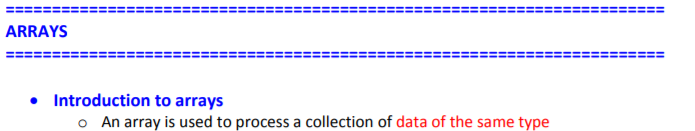 ======================================================================
ARRAYS
======================================================================
• Introduction to arrays
o An array is used to process a collection of data of the same type